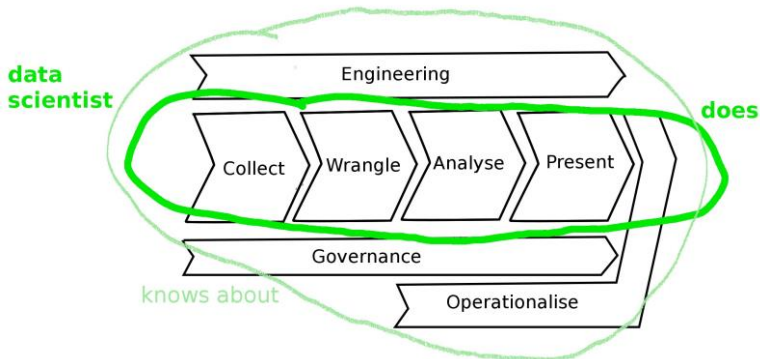 Engineering
data
scientist
does
Collect
Wrangle
Analyse
Present
Governance
knows about
Operationalise